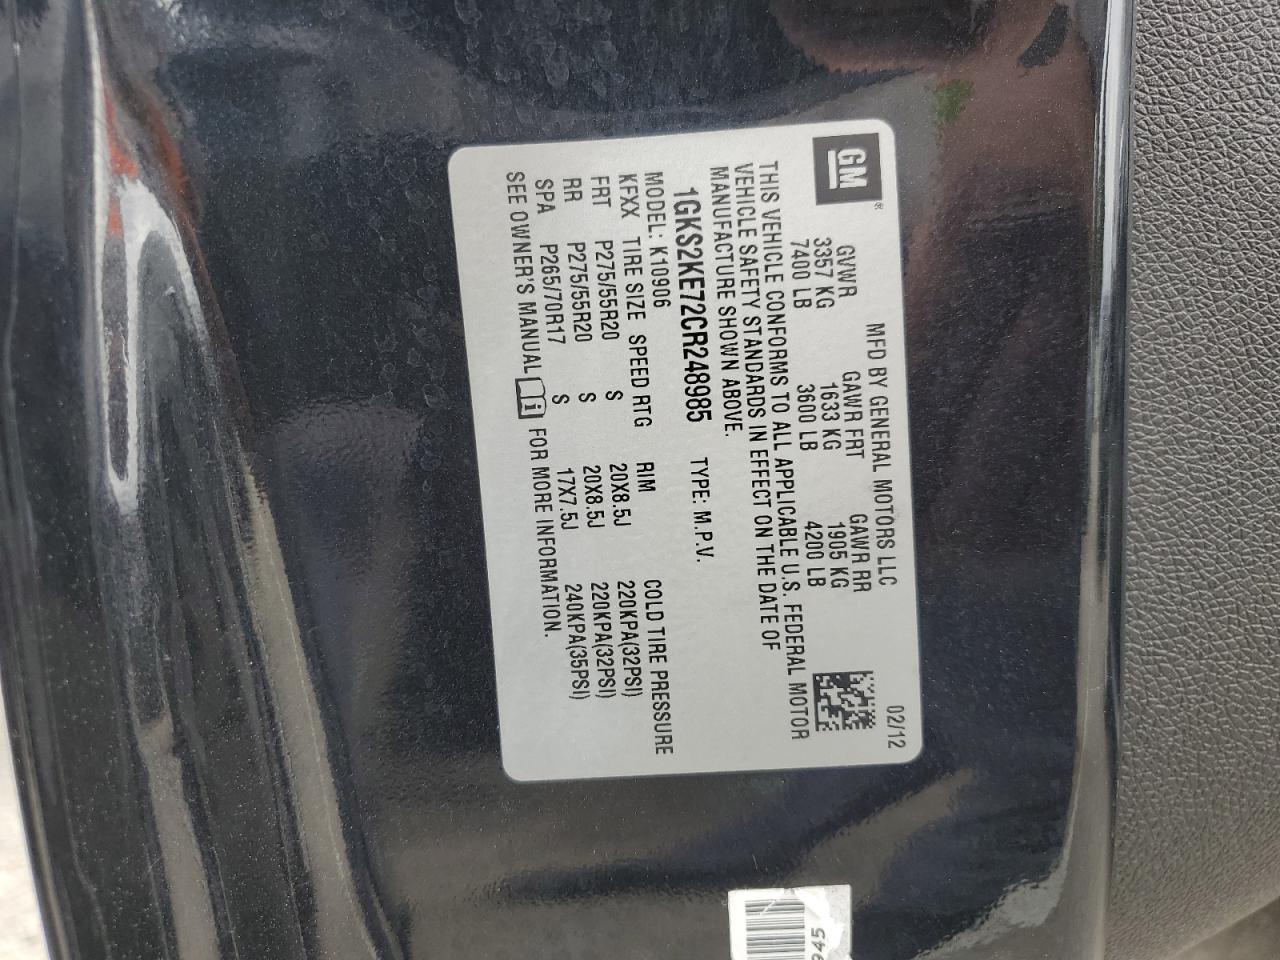 GM®
MFD BY GENERAL MOTORS LLC 02/12
GVWR GAWR FRT GAWR RR
3357 KG 1633 KG 1905 KG
7400 LB 3600 LB 4200 LB
THIS VEHICLE CONFORMS TO ALL APPLICABLE U.S. FEDERAL MOTOR
VEHICLE SAFETY STANDARDS IN EFFECT ON THE DATE OF
MANUFACTURE SHOWN ABOVE.
1GKS2KE72CR248985 TYPE: M.P.V.
MODEL: K10906
KFXX TIRE SIZE SPEED RTG RIM COLD TIRE PRESSURE
FRT P275/55R20 S 20X8.5J 220KPA(32PSI)
RR P275/55R20 S 20X8.5J 220KPA(32PSI)
SPA P265/70R17 S 17X7.5J 240KPA(35PSI)
SEE OWNER'S MANUAL i FOR MORE INFORMATION.